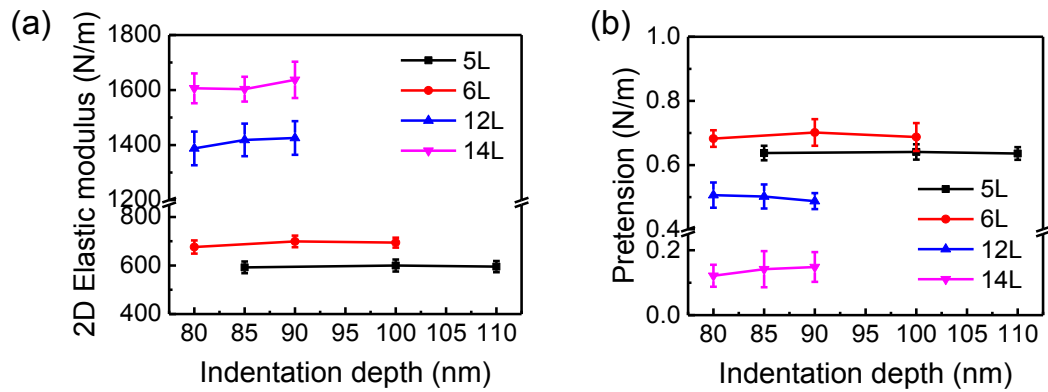 (a)
2D Elastic modulus (N/m)
1800
1600
1400
1200
800
600
400
5L
6L
12L
14L
80 85 90 95 100 105 110
Indentation depth (nm)
(b)
Pretension (N/m)
1.0
0.8
0.6
0.4
0.2
0.0
5L
6L
12L
14L
80 85 90 95 100 105 110
Indentation depth (nm)